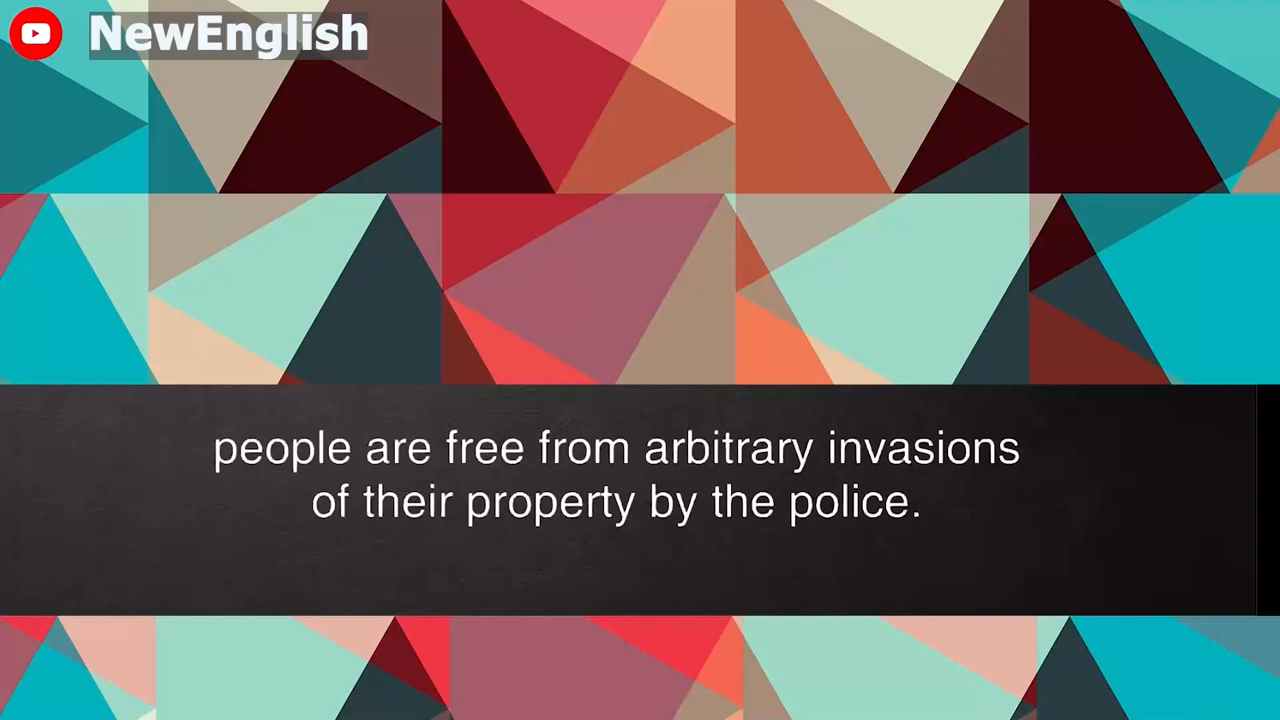 NewEnglish
people are free from arbitrary invasions
of their property by the police.